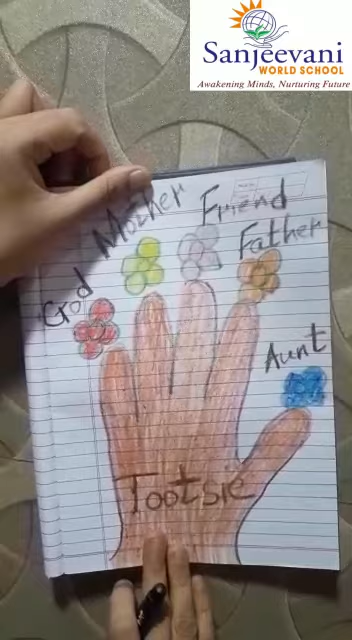 Sanjeevani
WORLD SCHOOL
Awakening Minds, Nurturing Future
God
Mother
Friend
Father
Aunt
Tootsie